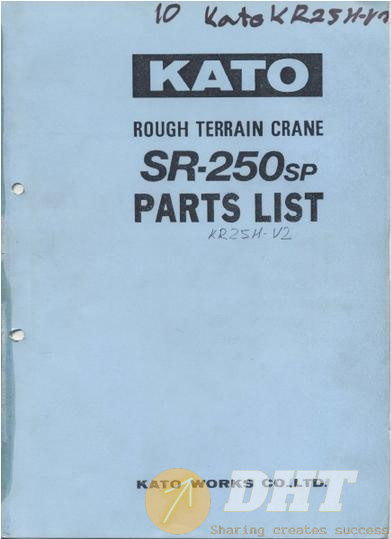 10 Kato KR25H-V2
KATO
ROUGH TERRAIN CRANE
SR-250SP
PARTS LIST
KR25H-V2
KATO WORKS CO.,LTD.
DHT
Sharing creates success